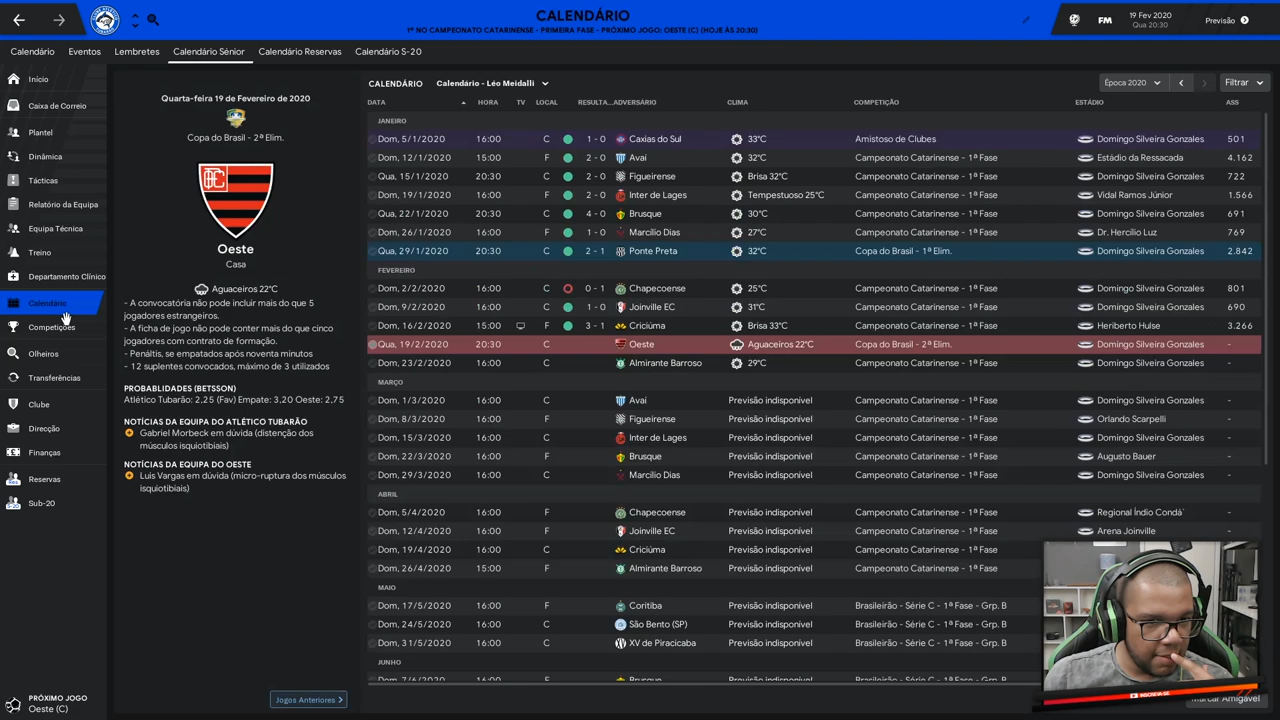 CALENDÁRIO
1º NO CAMPEONATO CATARINENSE - PRIMEIRA FASE - PRÓXIMO JOGO: OESTE (C) (HOJE ÀS 20:30)
FM
19 Fev 2020
Qua 20:30
Previsão
Calendário Eventos Lembretes Calendário Sénior Calendário Reservas Calendário S-20
Início
Caixa de Correio
Plantel
Dinâmica
Tácticas
Relatório da Equipa
Equipa Técnica
Treino
Departamento Clínico
Calendário
Competições
Olheiros
Transferências
Clube
Direcção
Finanças
Reservas
Sub-20
PRÓXIMO JOGO
Oeste (C)
Quarta-feira 19 de Fevereiro de 2020
Copa do Brasil - 2ª Elim.
Oeste
Casa
Aguaceiros 22°C
- A convocatória não pode incluir mais do que 5
jogadores estrangeiros.
- A ficha de jogo não pode conter mais do que cinco
jogadores com contrato de formação.
- Penáltis, se empatados após noventa minutos
- 12 suplentes convocados, máximo de 3 utilizados
PROBABLIDADES (BETSSON)
Atlético Tubarão: 2,25 (Fav) Empate: 3,20 Oeste: 2,75
NOTÍCIAS DA EQUIPA DO ATLÉTICO TUBARÃO
Gabriel Morbeck em dúvida (distenção dos
músculos isquiotibiais)
NOTÍCIAS DA EQUIPA DO OESTE
Luis Vargas em dúvida (micro-ruptura dos músculos
isquiotibiais)
Jogos Anteriores
CALENDÁRIO Calendário - Léo Meidalli Época 2020 Filtrar
DATA HORA TV LOCAL RESULTA... ADVERSÁRIO CLIMA COMPETIÇÃO ESTÁDIO ASS
JANEIRO
Dom, 5/1/2020 16:00 C 1 - 0 Caxias do Sul 33°C Amistoso de Clubes Domingo Silveira Gonzales 501
Dom, 12/1/2020 15:00 F 2 - 0 Avaí 32°C Campeonato Catarinense - 1ª Fase Estádio da Ressacada 4.162
Qua, 15/1/2020 20:30 C 2 - 0 Figueirense Brisa 32°C Campeonato Catarinense - 1ª Fase Domingo Silveira Gonzales 722
Dom, 19/1/2020 16:00 F 2 - 0 Inter de Lages Tempestuoso 25°C Campeonato Catarinense - 1ª Fase Vidal Ramos Júnior 1.566
Qua, 22/1/2020 20:30 C 4 - 0 Brusque 30°C Campeonato Catarinense - 1ª Fase Domingo Silveira Gonzales 691
Dom, 26/1/2020 16:00 F 1 - 0 Marcílio Dias 27°C Campeonato Catarinense - 1ª Fase Dr. Hercílio Luz 769
Qua, 29/1/2020 20:30 C 2 - 1 Ponte Preta 32°C Copa do Brasil - 1ª Elim. Domingo Silveira Gonzales 2.842
FEVEREIRO
Dom, 2/2/2020 16:00 C 0 - 1 Chapecoense 25°C Campeonato Catarinense - 1ª Fase Domingo Silveira Gonzales 801
Dom, 9/2/2020 16:00 C 1 - 0 Joinville EC 31°C Campeonato Catarinense - 1ª Fase Domingo Silveira Gonzales 690
Dom, 16/2/2020 15:00 F 3 - 1 Criciúma Brisa 33°C Campeonato Catarinense - 1ª Fase Heriberto Hulse 3.266
Qua, 19/2/2020 20:30 C Oeste Aguaceiros 22°C Copa do Brasil - 2ª Elim. Domingo Silveira Gonzales -
Dom, 23/2/2020 16:00 C Almirante Barroso 29°C Campeonato Catarinense - 1ª Fase Domingo Silveira Gonzales -
MARÇO
Dom, 1/3/2020 16:00 C Avaí Previsão indisponível Campeonato Catarinense - 1ª Fase Domingo Silveira Gonzales -
Dom, 8/3/2020 16:00 F Figueirense Previsão indisponível Campeonato Catarinense - 1ª Fase Orlando Scarpelli -
Dom, 15/3/2020 16:00 C Inter de Lages Previsão indisponível Campeonato Catarinense - 1ª Fase Domingo Silveira Gonzales -
Dom, 22/3/2020 16:00 F Brusque Previsão indisponível Campeonato Catarinense - 1ª Fase Augusto Bauer -
Dom, 29/3/2020 16:00 C Marcílio Dias Previsão indisponível Campeonato Catarinense - 1ª Fase Domingo Silveira Gonzales -
ABRIL
Dom, 5/4/2020 16:00 F Chapecoense Previsão indisponível Campeonato Catarinense - 1ª Fase Regional Índio Condá` -
Dom, 12/4/2020 16:00 F Joinville EC Previsão indisponível Campeonato Catarinense - 1ª Fase Arena Joinville -
Dom, 19/4/2020 16:00 C Criciúma Previsão indisponível Campeonato Catarinense - 1ª Fase
Dom, 26/4/2020 15:00 F Almirante Barroso Previsão indisponível Campeonato Catarinense - 1ª Fase
MAIO
Dom, 17/5/2020 16:00 F Coritiba Previsão indisponível Brasileirão - Série C - 1ª Fase - Grp. B
Dom, 24/5/2020 16:00 C São Bento (SP) Previsão indisponível Brasileirão - Série C - 1ª Fase - Grp. B
Dom, 31/5/2020 16:00 C XV de Piracicaba Previsão indisponível Brasileirão - Série C - 1ª Fase - Grp. B
JUNHO
Dom, 7/6/2020 16:00 F Brusque Previsão indisponível Brasileirão - Série C - 1ª Fase - Grp. B
INSCREVA-SE
Marcar Amigável